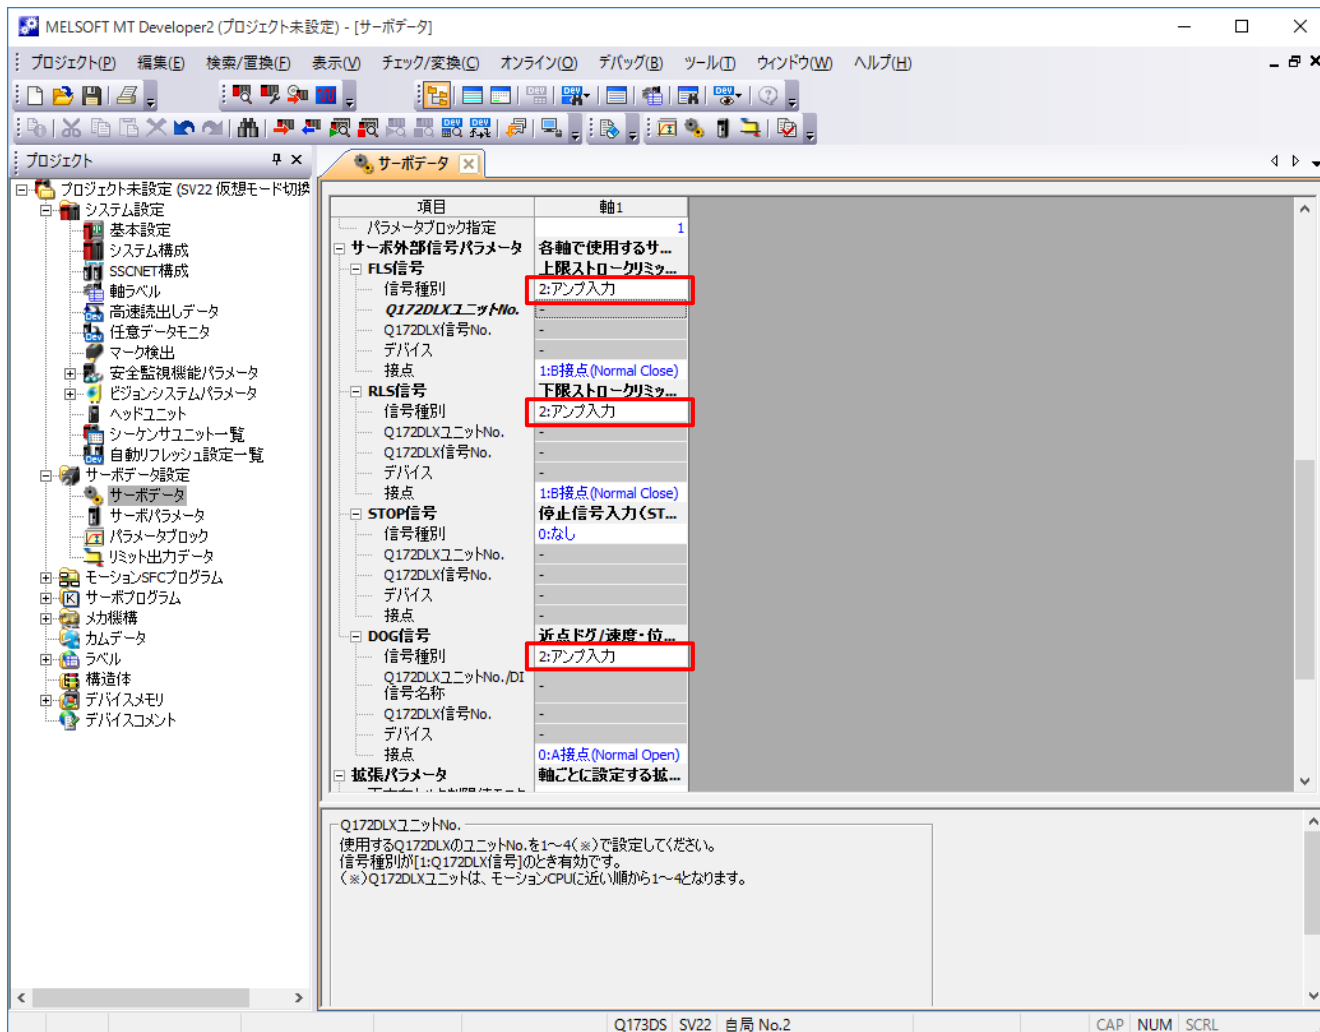 MELSOFT MT Developer2 (プロジェクト未設定) - [サーボデータ]
プロジェクト(P) 編集(E) 検索/置換(F) 表示(V) チェック/変換(C) オンライン(O) デバッグ(B) ツール(T) ウィンドウ(W) ヘルプ(H)
プロジェクト
サーボデータ
プロジェクト未設定 (SV22 仮想モード切換
システム設定
基本設定
システム構成
SSCNET構成
軸ラベル
高速読出しデータ
任意データモニタ
マーク検出
安全監視機能パラメータ
ビジョンシステムパラメータ
ヘッドユニット
シーケンサユニット一覧
自動リフレッシュ設定一覧
サーボデータ設定
サーボデータ
サーボパラメータ
パラメータブロック
リミット出力データ
モーションSFCプログラム
サーボプログラム
メカ機構
カムデータ
ラベル
構造体
デバイスメモリ
デバイスコメント
項目 軸1
パラメータブロック指定 1
サーボ外部信号パラメータ 各軸で使用するサ...
FLS信号 上限ストロークリミッ...
信号種別 2:アンプ入力
Q172DLXユニットNo. -
Q172DLX信号No. -
デバイス -
接点 1:B接点(Normal Close)
RLS信号 下限ストロークリミッ...
信号種別 2:アンプ入力
Q172DLXユニットNo. -
Q172DLX信号No. -
デバイス -
接点 1:B接点(Normal Close)
STOP信号 停止信号入力(ST...
信号種別 0:なし
Q172DLXユニットNo. -
Q172DLX信号No. -
デバイス -
接点 -
DOG信号 近点ドグ/速度・位...
信号種別 2:アンプ入力
Q172DLXユニットNo./DI
信号名称 -
Q172DLX信号No. -
デバイス -
接点 0:A接点(Normal Open)
拡張パラメータ 軸ごとに設定する拡...
Q172DLXユニットNo.
使用するQ172DLXのユニットNo.を1～4(※)で設定してください。
信号種別が[1:Q172DLX信号]のとき有効です。
(※)Q172DLXユニットは、モーションCPUに近い順から1～4となります。
Q173DS SV22 自局 No.2 CAP NUM SCRL